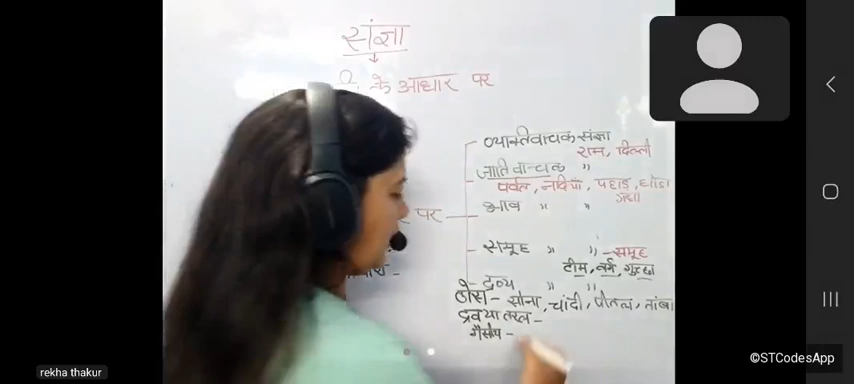 संज्ञा
के आधार पर
व्यक्तिवाचक संज्ञा
राम, दिल्ली
जातिवाचक "
पर्वत, नदियाँ, पहाड़,
भाव " "
पर
समूह " " - समूह
टीम, वर्ग, गुच्छा
द्रव्य " "
ठोस - सोना, चांदी, पीतल, तांबा
द्रव या तरल -
गैसीय -
rekha thakur
©STCodesApp